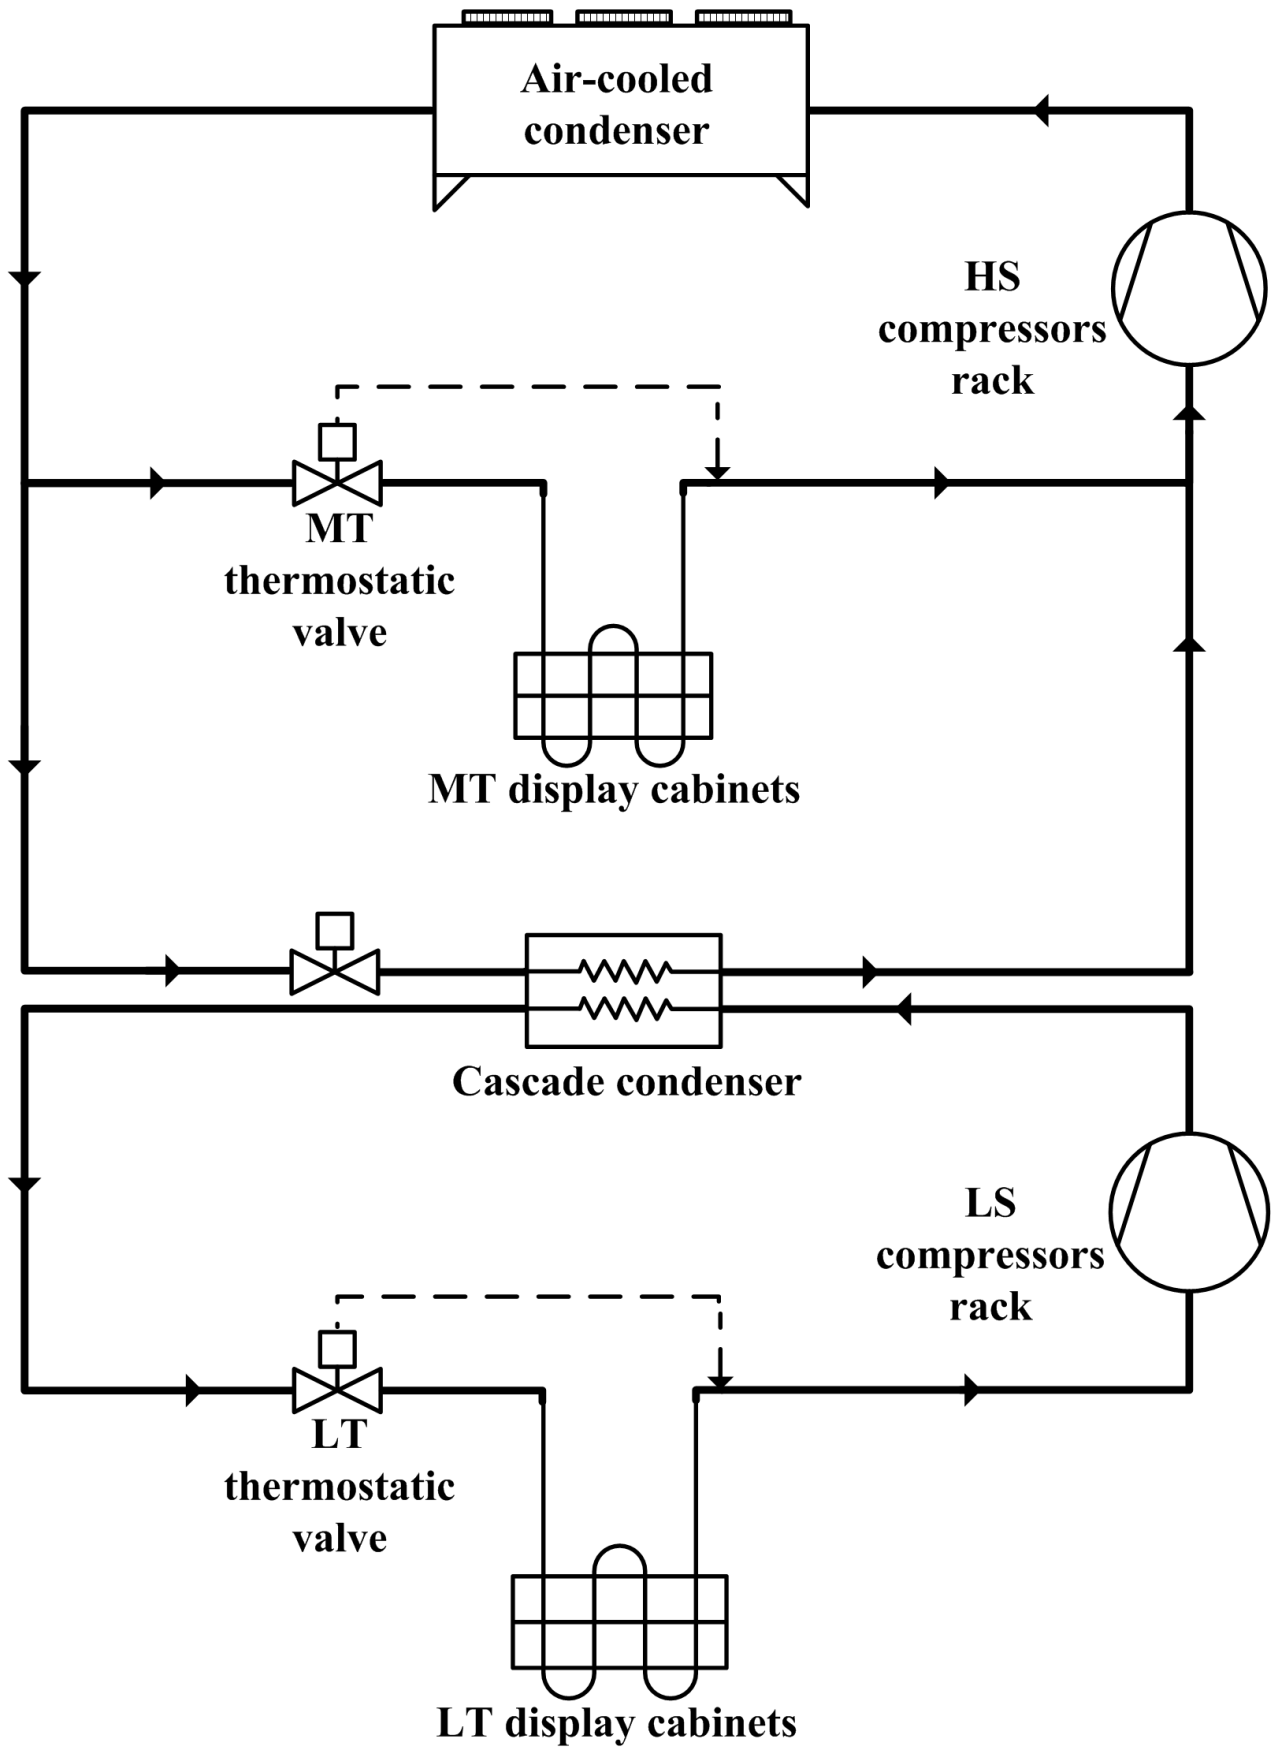 Air-cooled
condenser
HS
compressors
rack
MT
thermostatic
valve
MT display cabinets
Cascade condenser
LS
compressors
rack
LT
thermostatic
valve
LT display cabinets